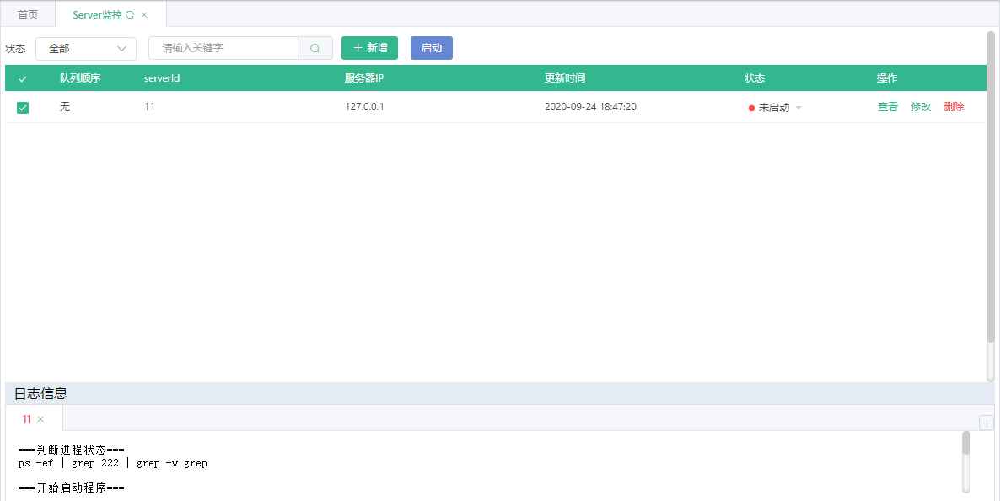 首页 Server监控
状态 全部 请输入关键字 新增 启动
队列顺序 serverId 服务器IP 更新时间 状态 操作
无 11 127.0.0.1 2020-09-24 18:47:20 未启动 查看 修改 删除
日志信息
11
===判断进程状态===
ps -ef | grep 222 | grep -v grep
===开始启动程序===